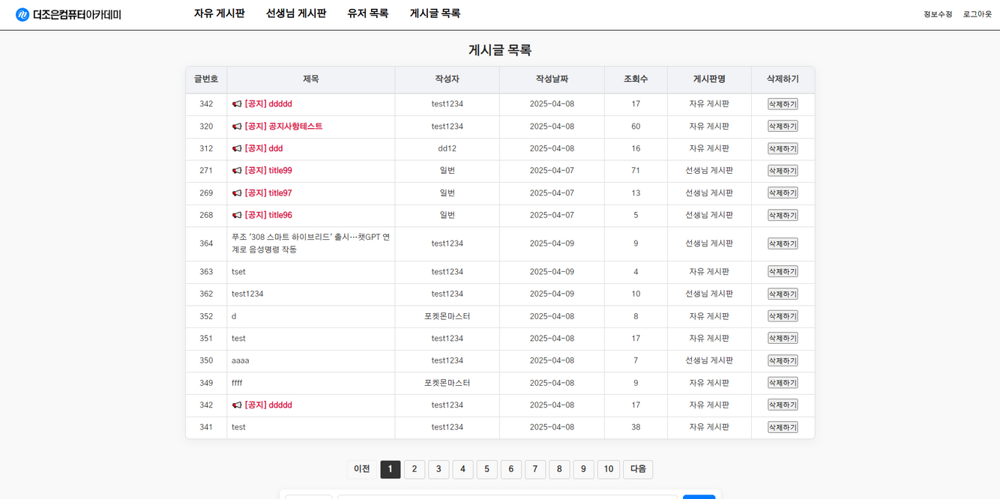 더조은컴퓨터아카데미 자유 게시판 선생님 게시판 유저 목록 게시글 목록 정보수정 로그아웃
게시글 목록
글번호 제목 작성자 작성날짜 조회수 게시판명 삭제하기
342 [공지] ddddd test1234 2025-04-08 17 자유 게시판 삭제하기
320 [공지] 공지사항테스트 test1234 2025-04-08 60 자유 게시판 삭제하기
312 [공지] ddd dd12 2025-04-08 16 자유 게시판 삭제하기
271 [공지] title99 일번 2025-04-07 71 선생님 게시판 삭제하기
269 [공지] title97 일번 2025-04-07 13 선생님 게시판 삭제하기
268 [공지] title96 일번 2025-04-07 5 선생님 게시판 삭제하기
364 푸조 '308 스마트 하이브리드' 출시…챗GPT 연
계로 음성명령 작동 test1234 2025-04-09 9 선생님 게시판 삭제하기
363 tset test1234 2025-04-09 4 자유 게시판 삭제하기
362 test1234 test1234 2025-04-09 10 선생님 게시판 삭제하기
352 d 포켓몬마스터 2025-04-08 8 자유 게시판 삭제하기
351 test test1234 2025-04-08 17 자유 게시판 삭제하기
350 aaaa test1234 2025-04-08 7 선생님 게시판 삭제하기
349 ffff 포켓몬마스터 2025-04-08 9 자유 게시판 삭제하기
342 [공지] ddddd test1234 2025-04-08 17 자유 게시판 삭제하기
341 test test1234 2025-04-08 38 자유 게시판 삭제하기
이전 1 2 3 4 5 6 7 8 9 10 다음